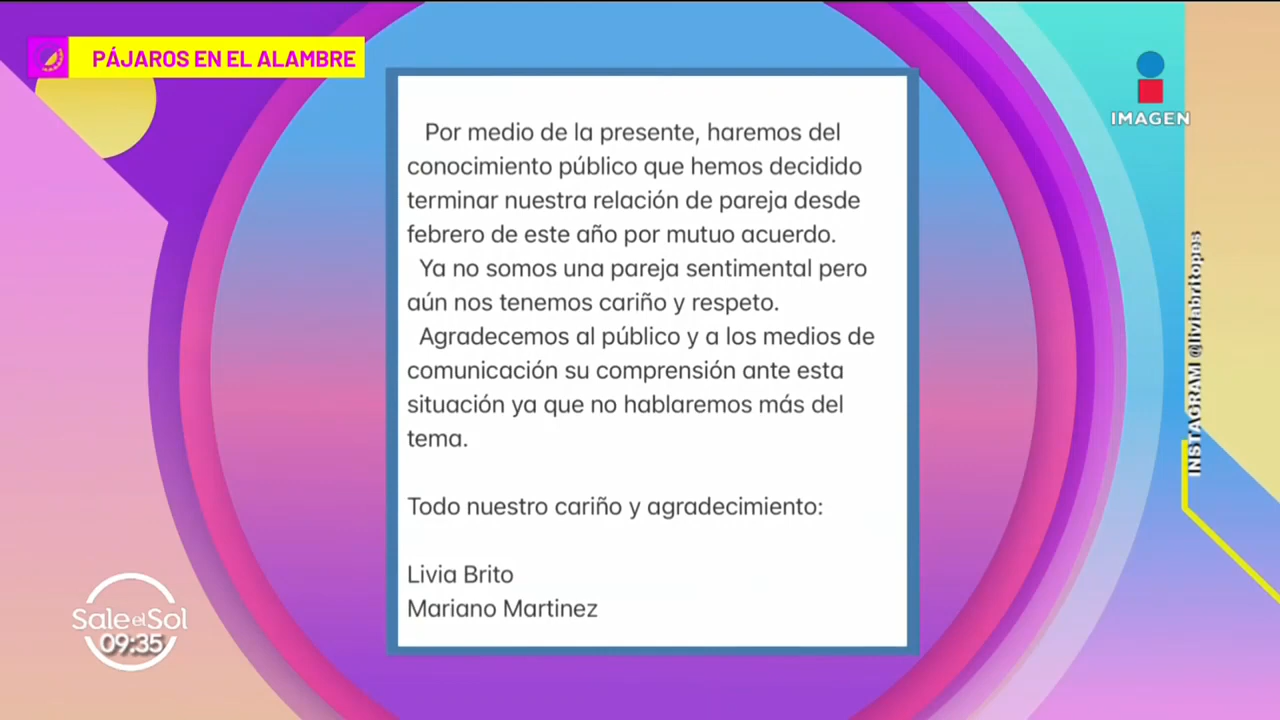 PÁJAROS EN EL ALAMBRE
IMAGEN
Por medio de la presente, haremos del
conocimiento público que hemos decidido
terminar nuestra relación de pareja desde
febrero de este año por mutuo acuerdo.
Ya no somos una pareja sentimental pero
aún nos tenemos cariño y respeto.
Agradecemos al público y a los medios de
comunicación su comprensión ante esta
situación ya que no hablaremos más del
tema.
Todo nuestro cariño y agradecimiento:
Livia Brito
Mariano Martinez
INSTAGRAM @liviabritopes
Sale el Sol
09:35